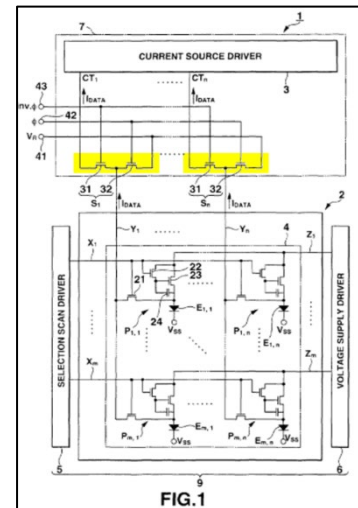 7
1
CURRENT SOURCE DRIVER
3
CT1 CTn
43
IDATA IDATA
inv.ϕ
ϕ 42
VR
41
31 32 31 32
S1 Sn
IDATA
Y1 Yn
2
4
X1 Z1
22
23
21
24 E1,1
P1,1 VSS P1,n VSS E1,n
SELECTION SCAN DRIVER
VOLTAGE SUPPLY DRIVER
Xm Zm
Pm,1 Em,1 VSS Pm,n Em,n VSS
5 9 6
FIG.1